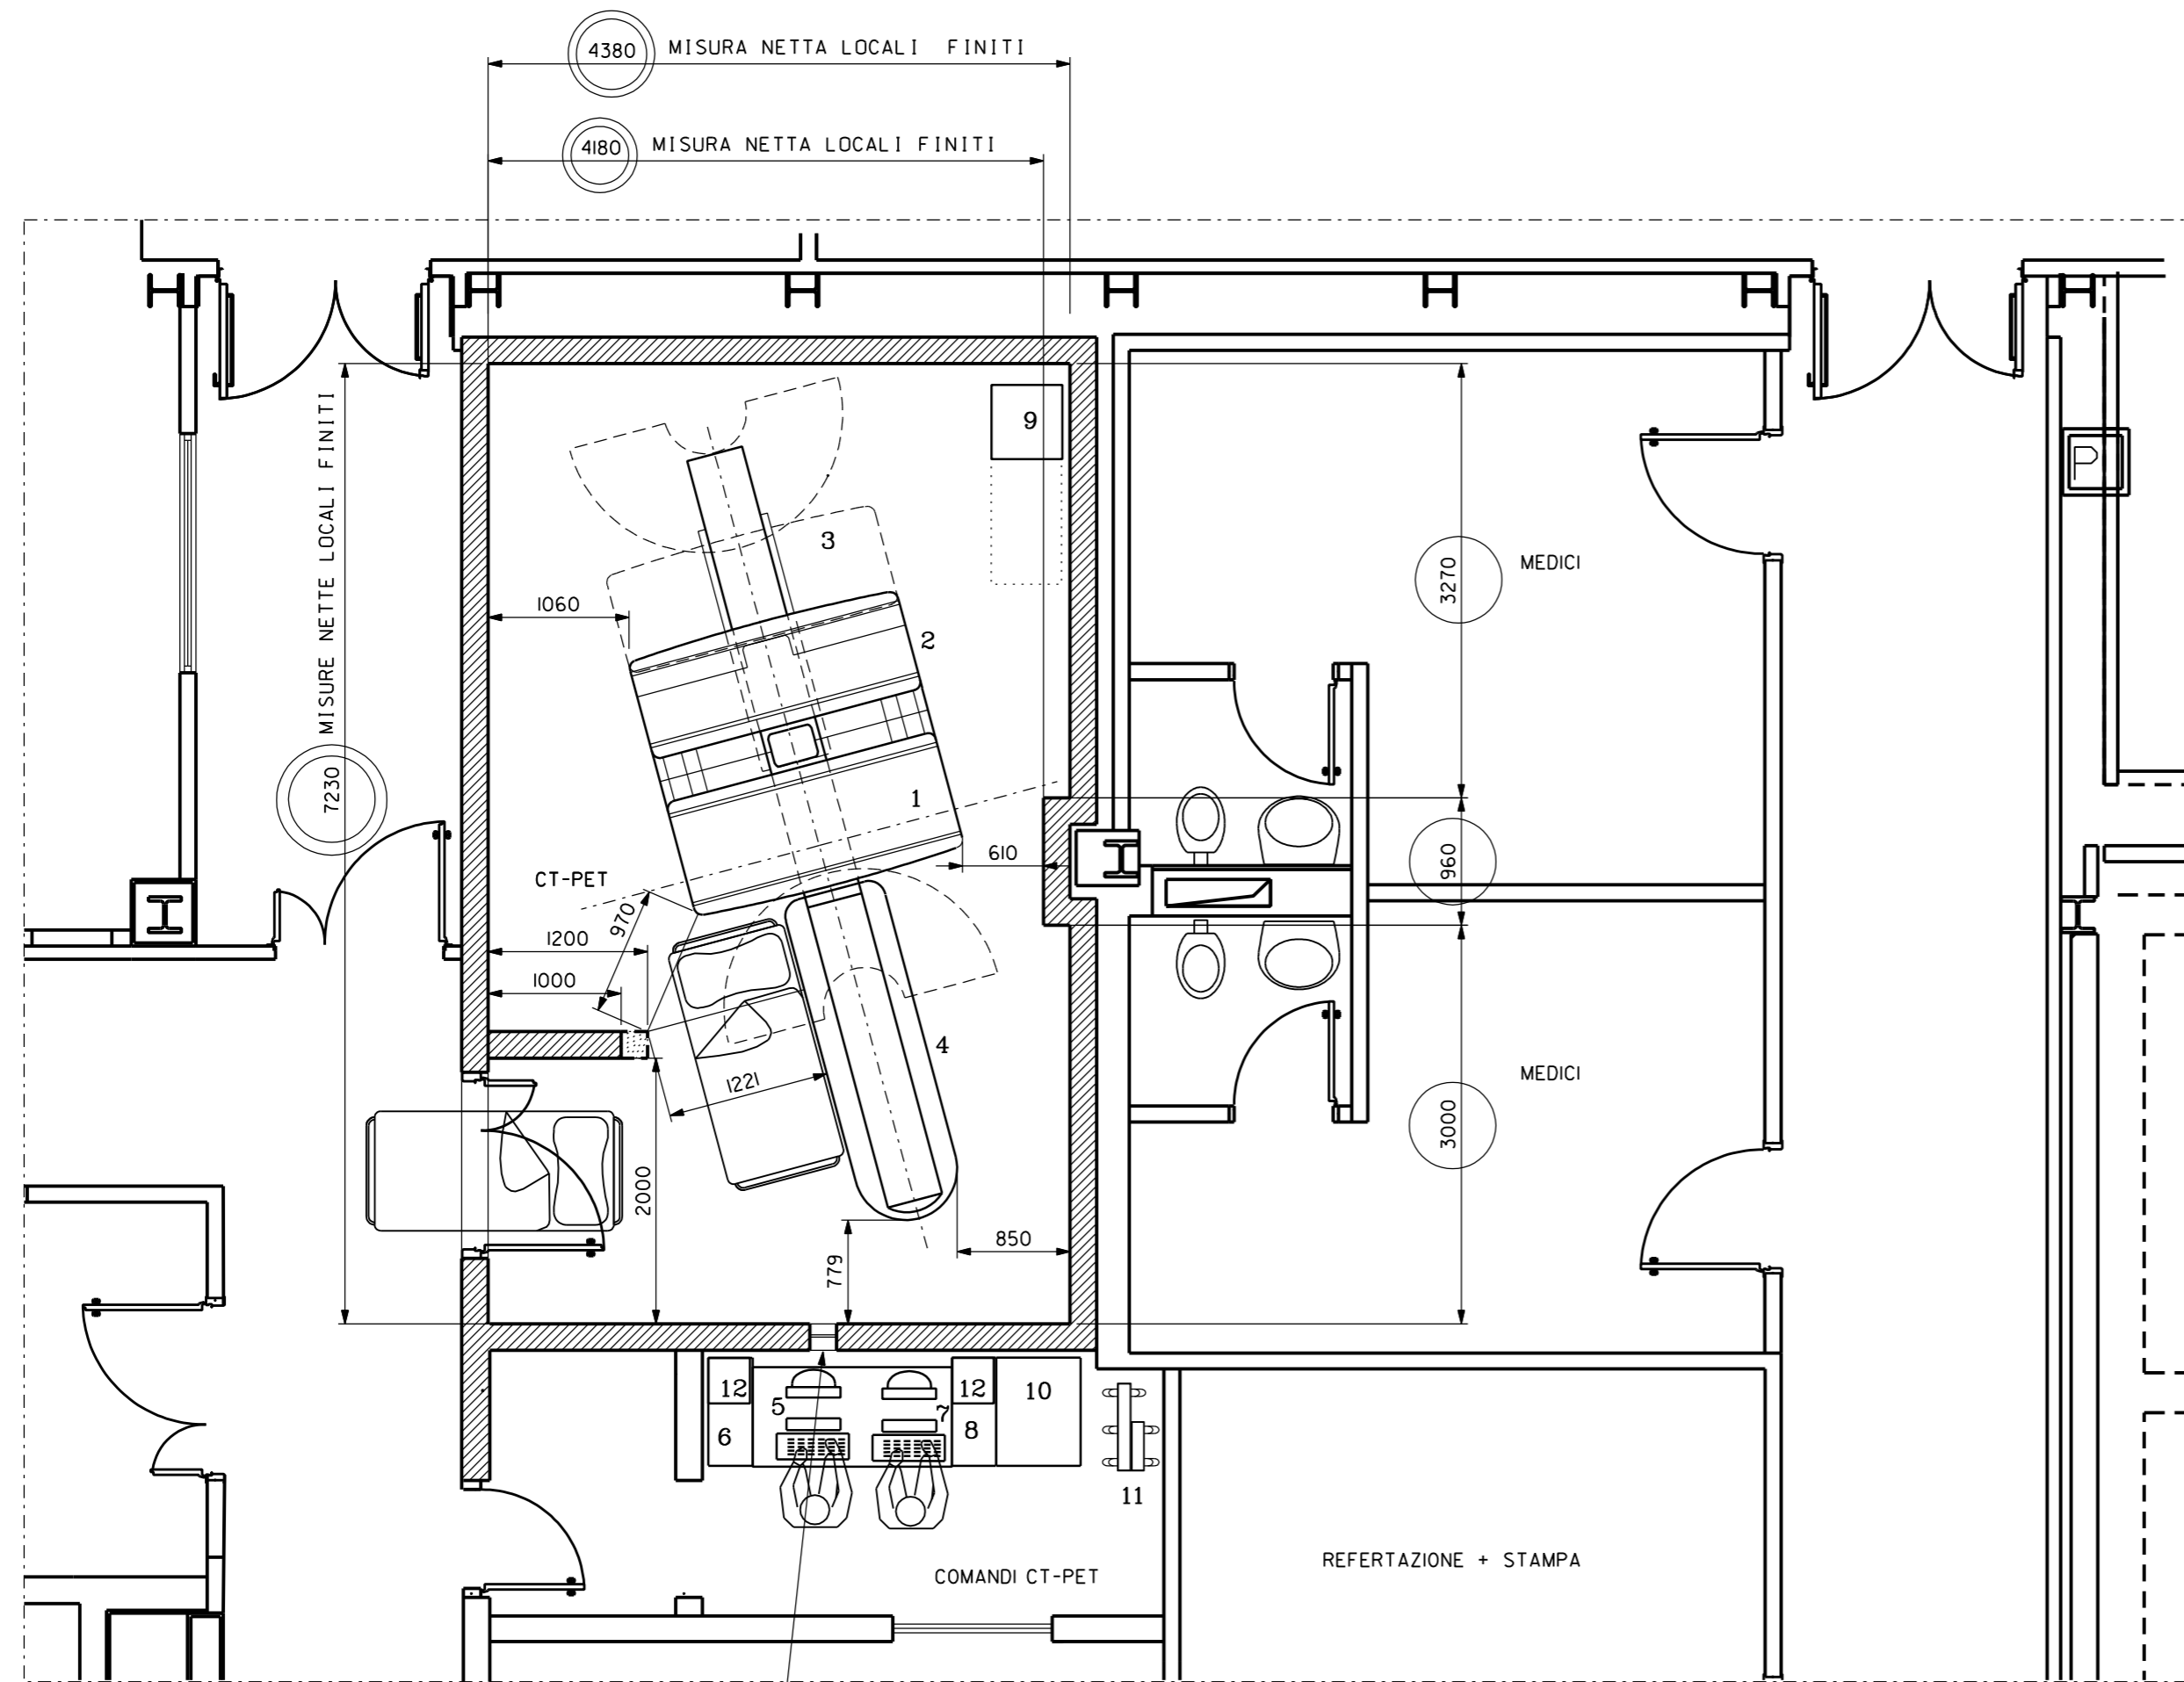 4380 MISURA NETTA LOCALI FINITI
4180 MISURA NETTA LOCALI FINITI
7230 MISURE NETTE LOCALI FINITI
9
3
1060
2
3270
MEDICI
P
1
610
960
CT-PET
970
1200
1000
4
1221
MEDICI
3000
2000
850
779
12
5
7
12
10
6
8
11
COMANDI CT-PET
REFERTAZIONE + STAMPA